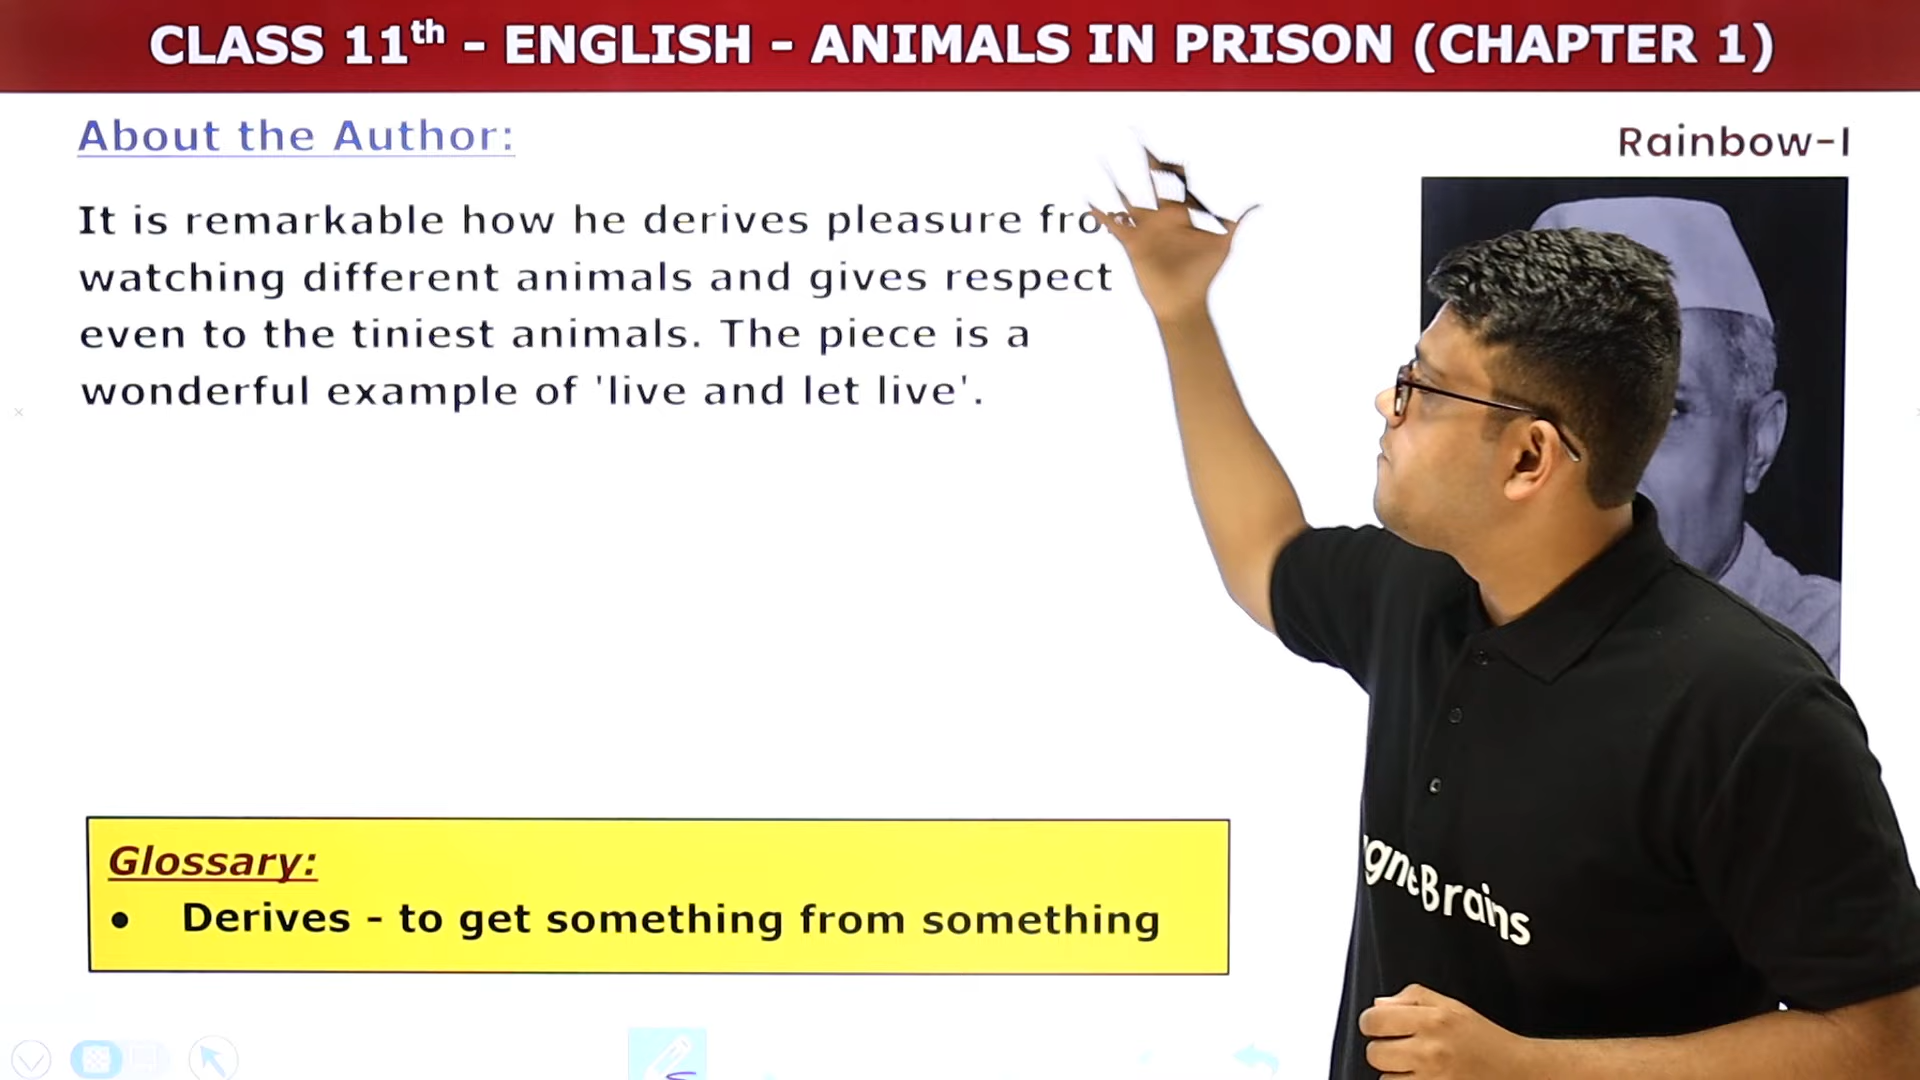 CLASS 11th - ENGLISH - ANIMALS IN PRISON (CHAPTER 1)
About the Author:
Rainbow-I
It is remarkable how he derives pleasure from
watching different animals and gives respect
even to the tiniest animals. The piece is a
wonderful example of 'live and let live'.
gnetBrains
Glossary:
• Derives - to get something from something